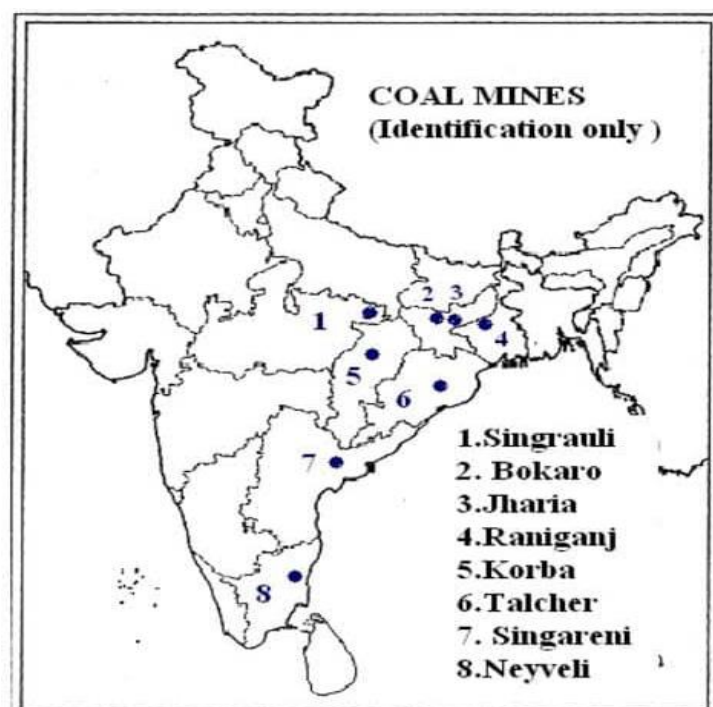 COAL MINES
(Identification only )
2 3
1
4
5
6
7
8
1.Singrauli
2. Bokaro
3.Jharia
4.Raniganj
5.Korba
6.Talcher
7. Singareni
8.Neyveli